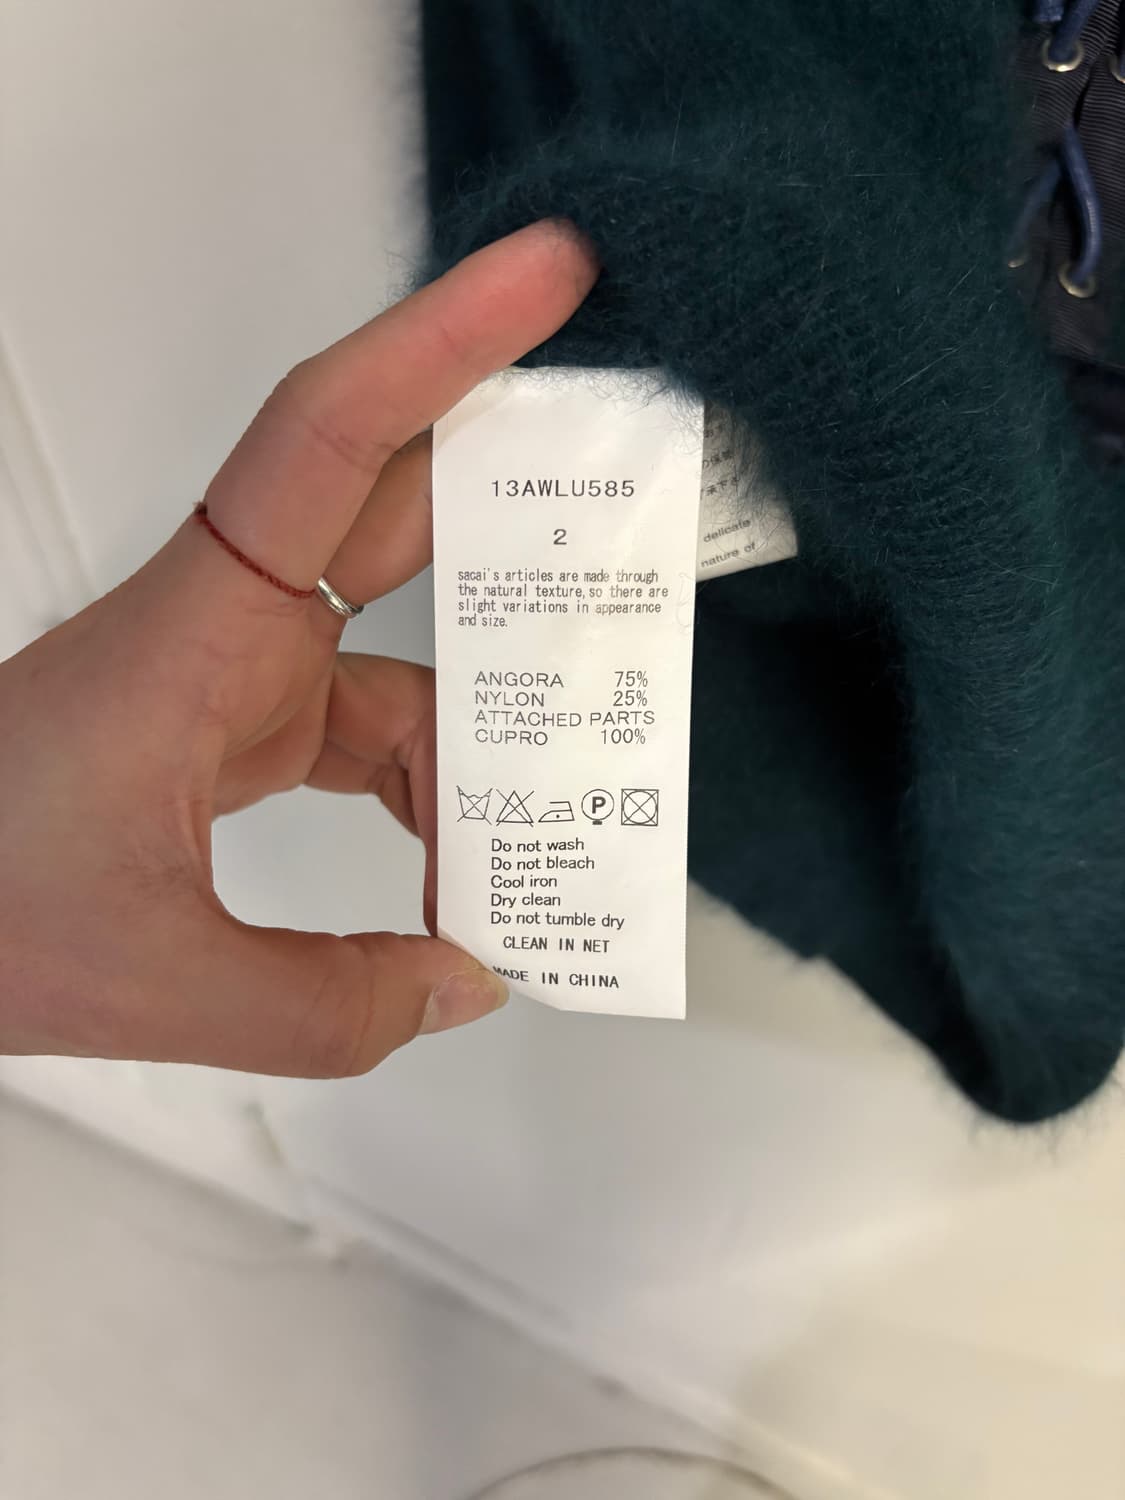 13AWLU585
2
sacai's articles are made through
the natural texture, so there are
slight variations in appearance
and size.
ANGORA 75%
NYLON 25%
ATTACHED PARTS
CUPRO 100%
P
Do not wash
Do not bleach
Cool iron
Dry clean
Do not tumble dry
CLEAN IN NET
MADE IN CHINA
delicate
nature of